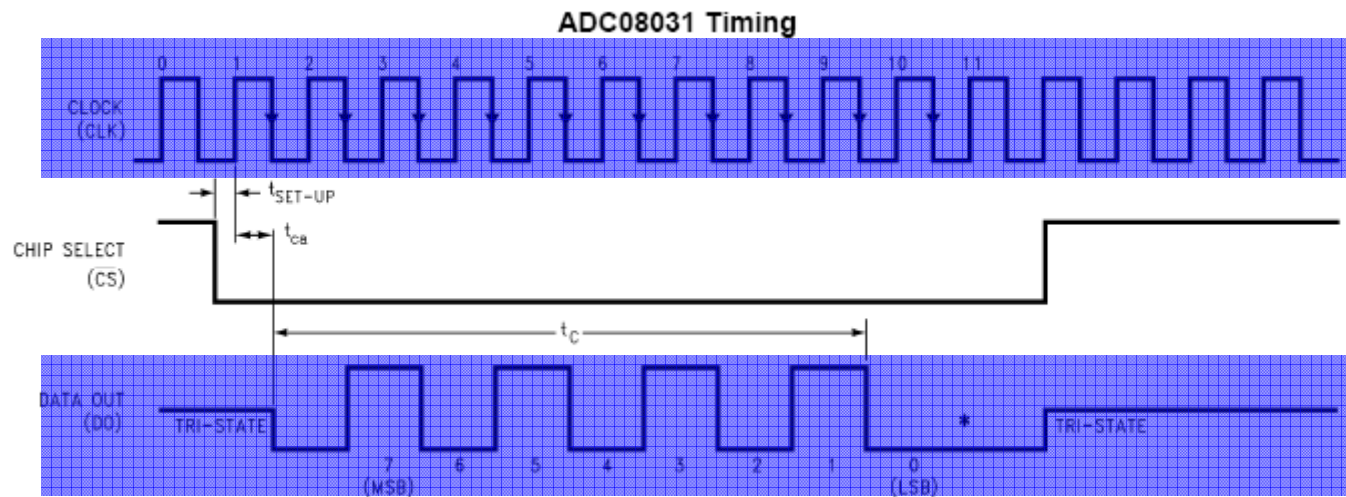 ADC08031 Timing
0 1 2 3 4 5 6 7 8 9 10 11
CLOCK
(CLK)
tSET-UP
tca
CHIP SELECT
(C̅S̅)
tC
DATA OUT
(DO)
TRI-STATE * TRI-STATE
7 6 5 4 3 2 1 0
(MSB) (LSB)